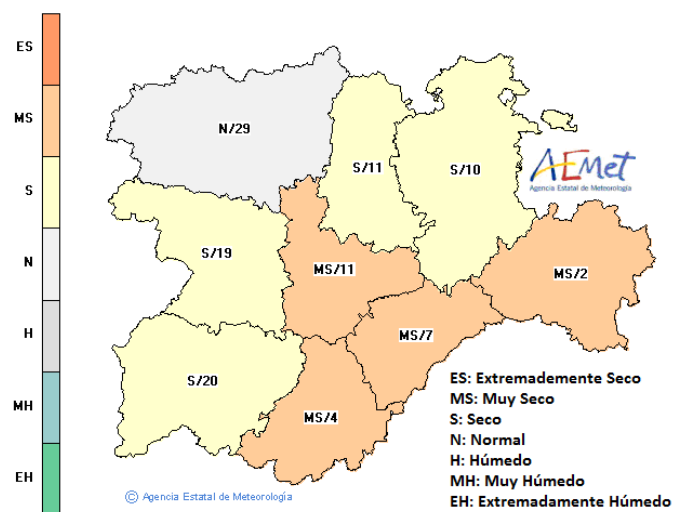 ES
MS
S
N
H
MH
EH
N/29
S/11
S/10
AEMet
Agencia Estatal de Meteorología
S/19
MS/11
MS/2
MS/7
S/20
MS/4
ES: Extremademente Seco
MS: Muy Seco
S: Seco
N: Normal
H: Húmedo
MH: Muy Húmedo
EH: Extremadamente Húmedo
© Agencia Estatal de Meteorología